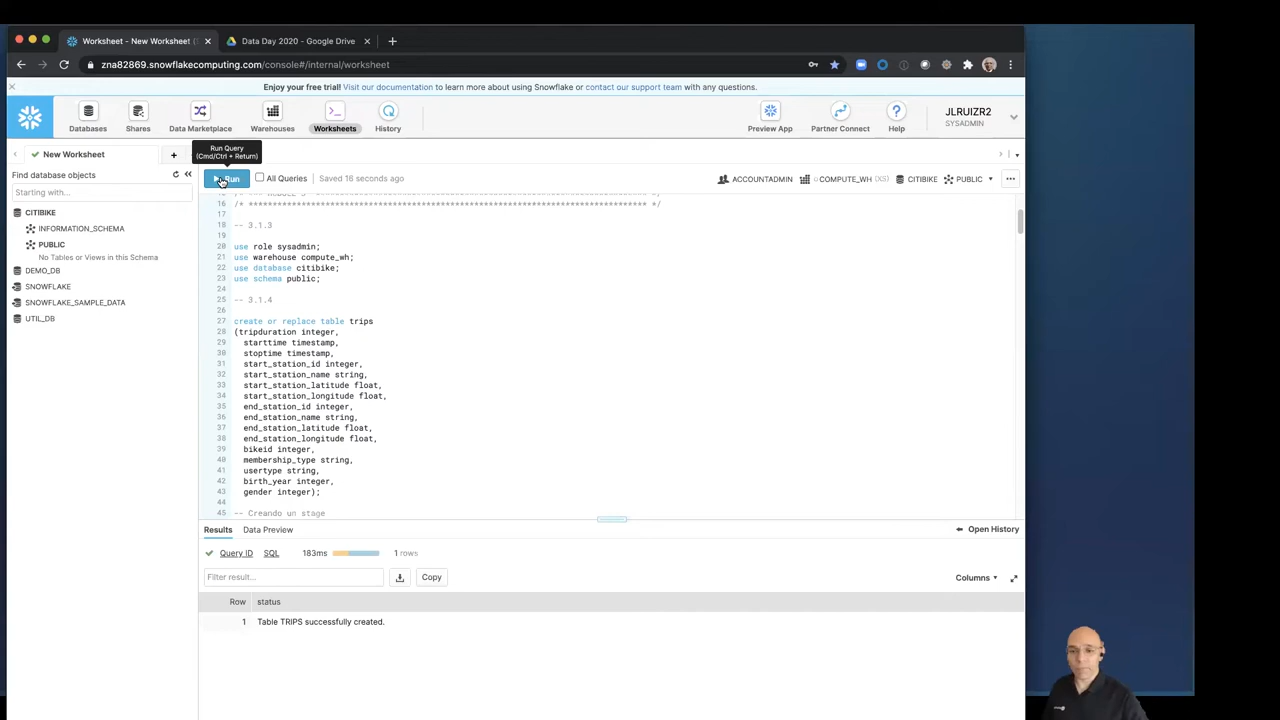 Worksheet - New Worksheet (
Data Day 2020 - Google Drive
zna82869.snowflakecomputing.com/console#/internal/worksheet
Enjoy your free trial! Visit our documentation to learn more about using Snowflake or contact our support team with any questions.
Databases
Shares
Data Marketplace
Warehouses
Worksheets
History
Preview App
Partner Connect
Help
JLRUIZR2
SYSADMIN
New Worksheet
Run Query
(Cmd/Ctrl + Return)
Find database objects
Starting with...
CITIBIKE
INFORMATION_SCHEMA
PUBLIC
No Tables or Views in this Schema
DEMO_DB
SNOWFLAKE
SNOWFLAKE_SAMPLE_DATA
UTIL_DB
Run
All Queries
Saved 16 seconds ago
ACCOUNTADMIN
COMPUTE_WH (XS)
CITIBIKE
PUBLIC
16 /* ******************************************************************************* */
17
18 -- 3.1.3
19
20 use role sysadmin;
21 use warehouse compute_wh;
22 use database citibike;
23 use schema public;
24
25 -- 3.1.4
26
27 create or replace table trips
28 (tripduration integer,
29 starttime timestamp,
30 stoptime timestamp,
31 start_station_id integer,
32 start_station_name string,
33 start_station_latitude float,
34 start_station_longitude float,
35 end_station_id integer,
36 end_station_name string,
37 end_station_latitude float,
38 end_station_longitude float,
39 bikeid integer,
40 membership_type string,
41 usertype string,
42 birth_year integer,
43 gender integer);
44
45 -- Creando un stage
Results
Data Preview
Open History
Query ID
SQL
183ms
1 rows
Filter result...
Copy
Columns
Row
status
1
Table TRIPS successfully created.